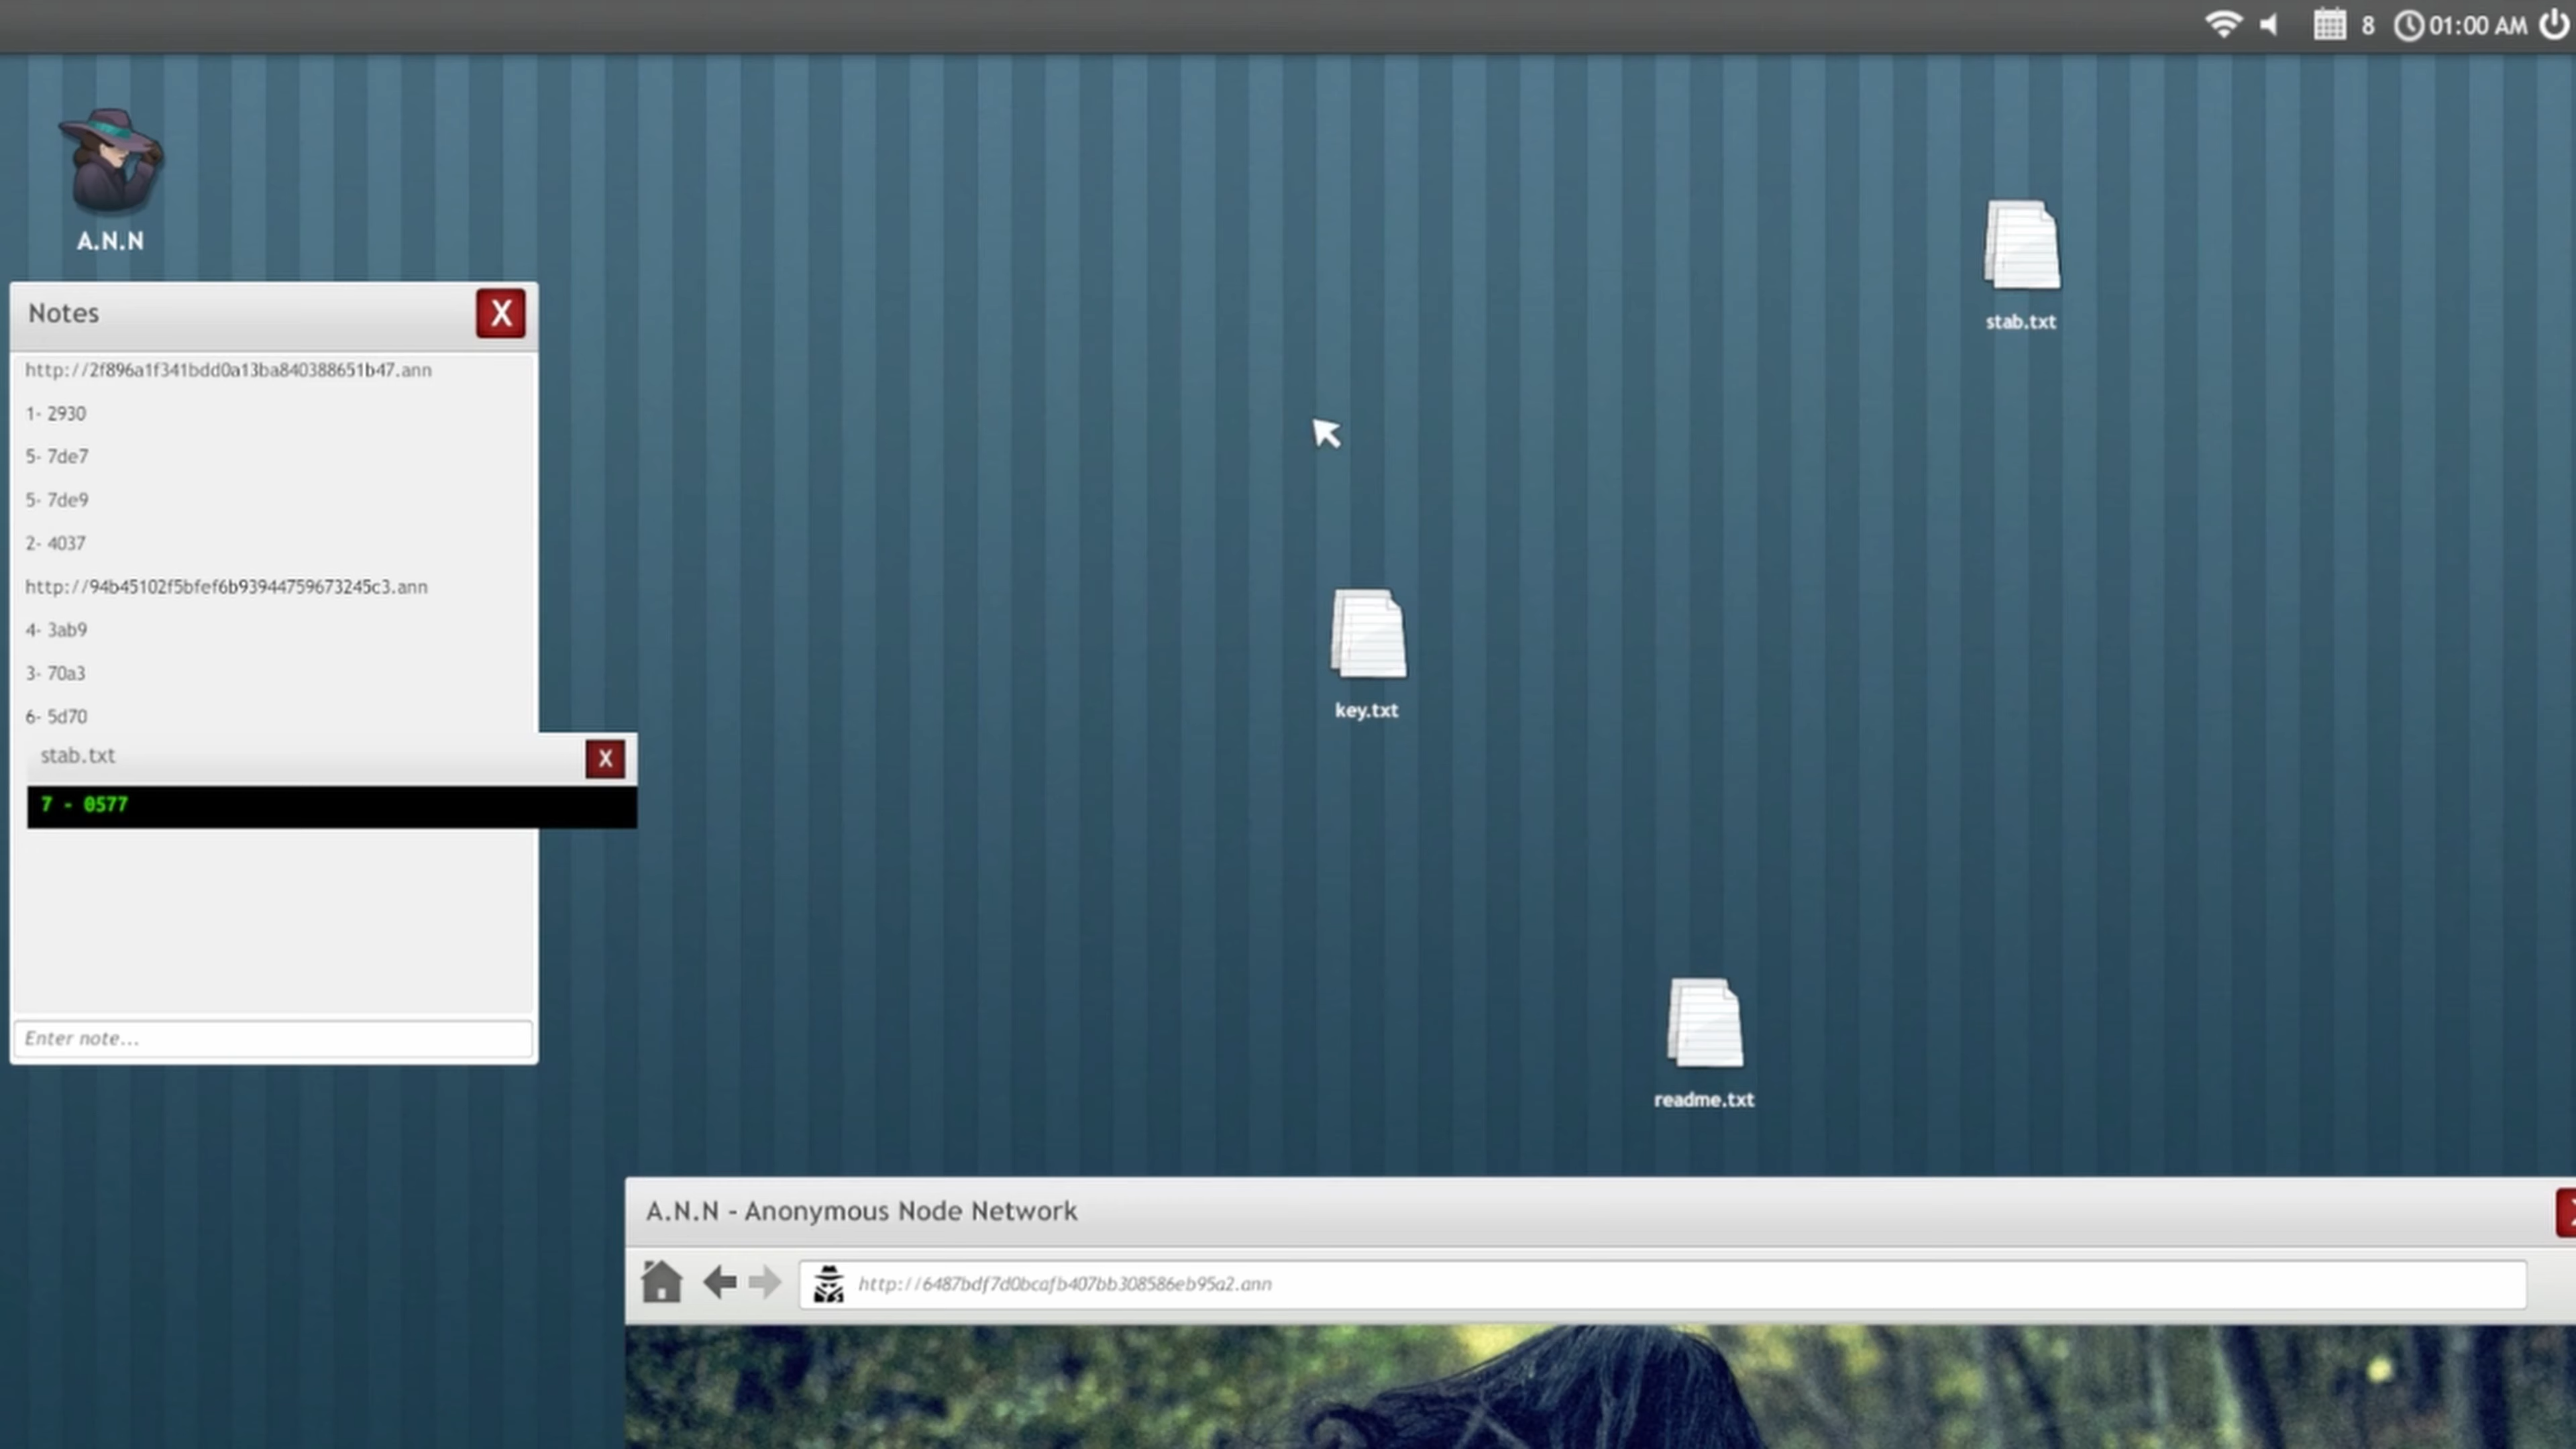 8 01:00 AM
A.N.N
stab.txt
Notes
X
http://2f896a1f341bdd0a13ba840388651b47.ann
1- 2930
5- 7de7
5- 7de9
2- 4037
http://94b45102f5bfef6b93944759673245c3.ann
4- 3ab9
3- 70a3
6- 5d70
key.txt
stab.txt
X
7 - 0577
Enter note...
readme.txt
A.N.N - Anonymous Node Network
http://6487bdf7d0bcafb407bb308586eb95a2.ann